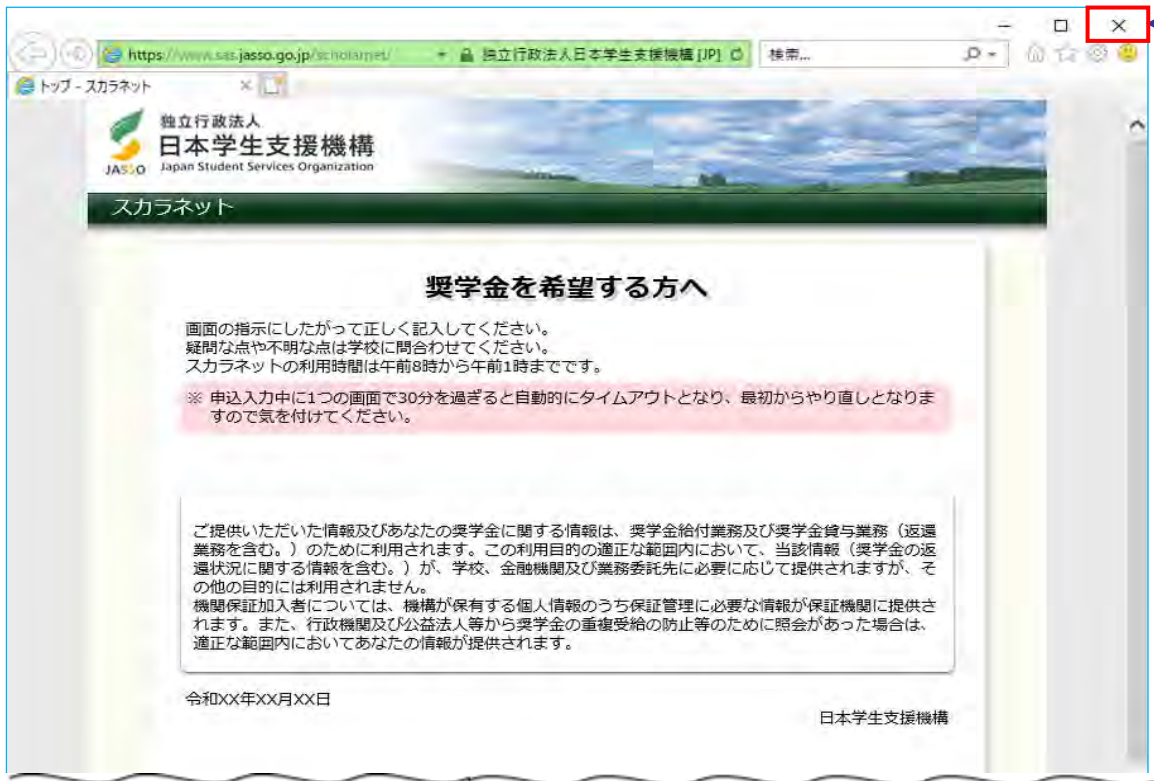 https://www.sas.jasso.go.jp/scholarnet/
独立行政法人日本学生支援機構 [JP]
検索...
トップ - スカラネット
独立行政法人
日本学生支援機構
JASSO Japan Student Services Organization
スカラネット
奨学金を希望する方へ
画面の指示にしたがって正しく記入してください。
疑問な点や不明な点は学校に問合わせてください。
スカラネットの利用時間は午前8時から午前1時までです。
※ 申込入力中に1つの画面で30分を過ぎると自動的にタイムアウトとなり、最初からやり直しとなりま
すので気を付けてください。
ご提供いただいた情報及びあなたの奨学金に関する情報は、奨学金給付業務及び奨学金貸与業務（返還
業務を含む。）のために利用されます。この利用目的の適正な範囲内において、当該情報（奨学金の返
還状況に関する情報を含む。）が、学校、金融機関及び業務委託先に必要に応じて提供されますが、そ
の他の目的には利用されません。
機関保証加入者については、機構が保有する個人情報のうち保証管理に必要な情報が保証機関に提供さ
れます。また、行政機関及び公益法人等から奨学金の重複受給の防止等のために照会があった場合は、
適正な範囲内においてあなたの情報が提供されます。
令和XX年XX月XX日
日本学生支援機構